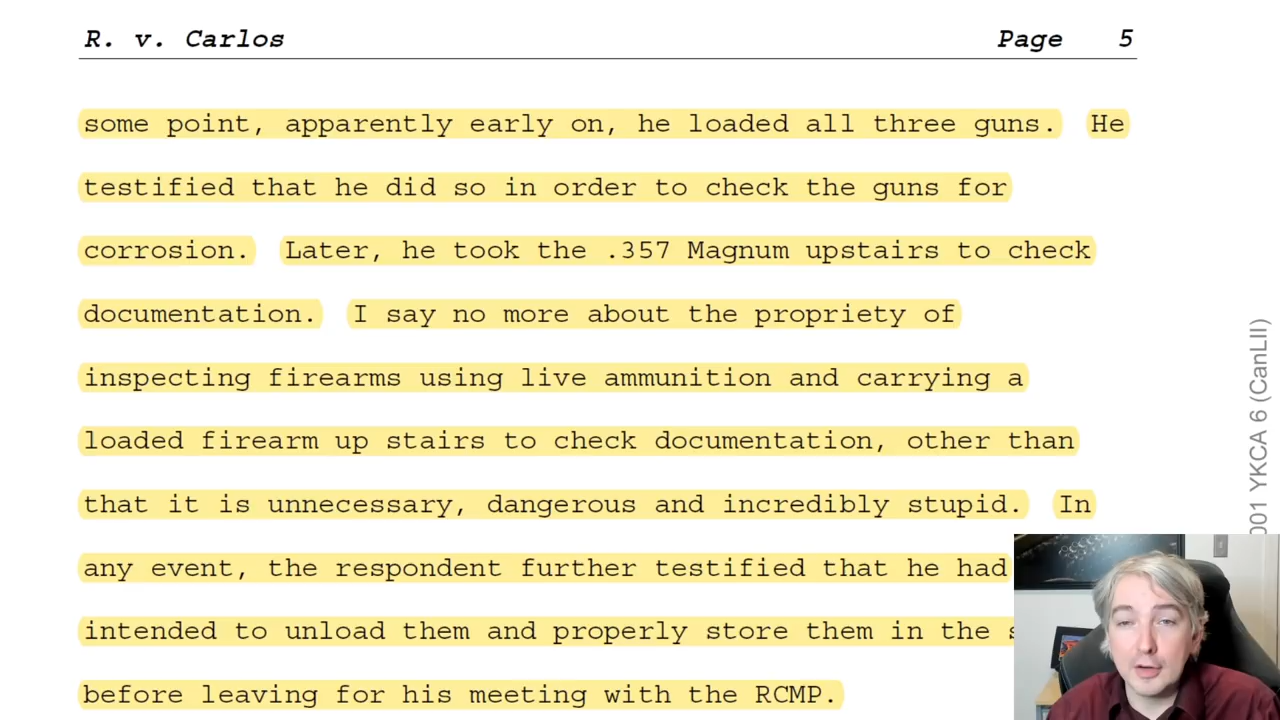 R. v. Carlos Page 5
some point, apparently early on, he loaded all three guns. He
testified that he did so in order to check the guns for
corrosion. Later, he took the .357 Magnum upstairs to check
documentation. I say no more about the propriety of
inspecting firearms using live ammunition and carrying a
loaded firearm up stairs to check documentation, other than
that it is unnecessary, dangerous and incredibly stupid. In
any event, the respondent further testified that he had
intended to unload them and properly store them in the
before leaving for his meeting with the RCMP.
001 YKCA 6 (CanLII)